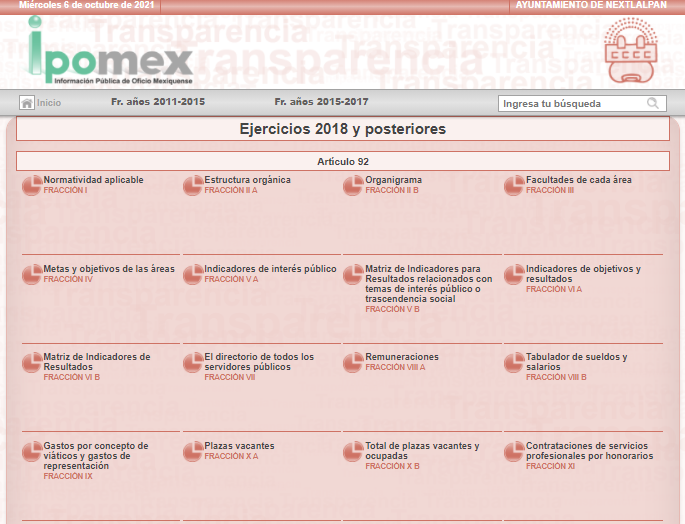 Miércoles 6 de octubre de 2021
AYUNTAMIENTO DE NEXTLALPAN
ipomex
Información Pública de Oficio Mexiquense
Inicio
Fr. años 2011-2015
Fr. años 2015-2017
Ingresa tu búsqueda
Ejercicios 2018 y posteriores
Artículo 92
Normatividad aplicable
FRACCIÓN I
Estructura orgánica
FRACCIÓN II A
Organigrama
FRACCIÓN II B
Facultades de cada área
FRACCIÓN III
Metas y objetivos de las áreas
FRACCIÓN IV
Indicadores de interés público
FRACCIÓN V A
Matriz de Indicadores para
Resultados relacionados con
temas de interés público o
trascendencia social
FRACCIÓN V B
Indicadores de objetivos y
resultados
FRACCIÓN VI A
Matriz de Indicadores de
Resultados
FRACCIÓN VI B
El directorio de todos los
servidores públicos
FRACCIÓN VII
Remuneraciones
FRACCIÓN VIII A
Tabulador de sueldos y
salarios
FRACCIÓN VIII B
Gastos por concepto de
viáticos y gastos de
representación
FRACCIÓN IX
Plazas vacantes
FRACCIÓN X A
Total de plazas vacantes y
ocupadas
FRACCIÓN X B
Contrataciones de servicios
profesionales por honorarios
FRACCIÓN XI